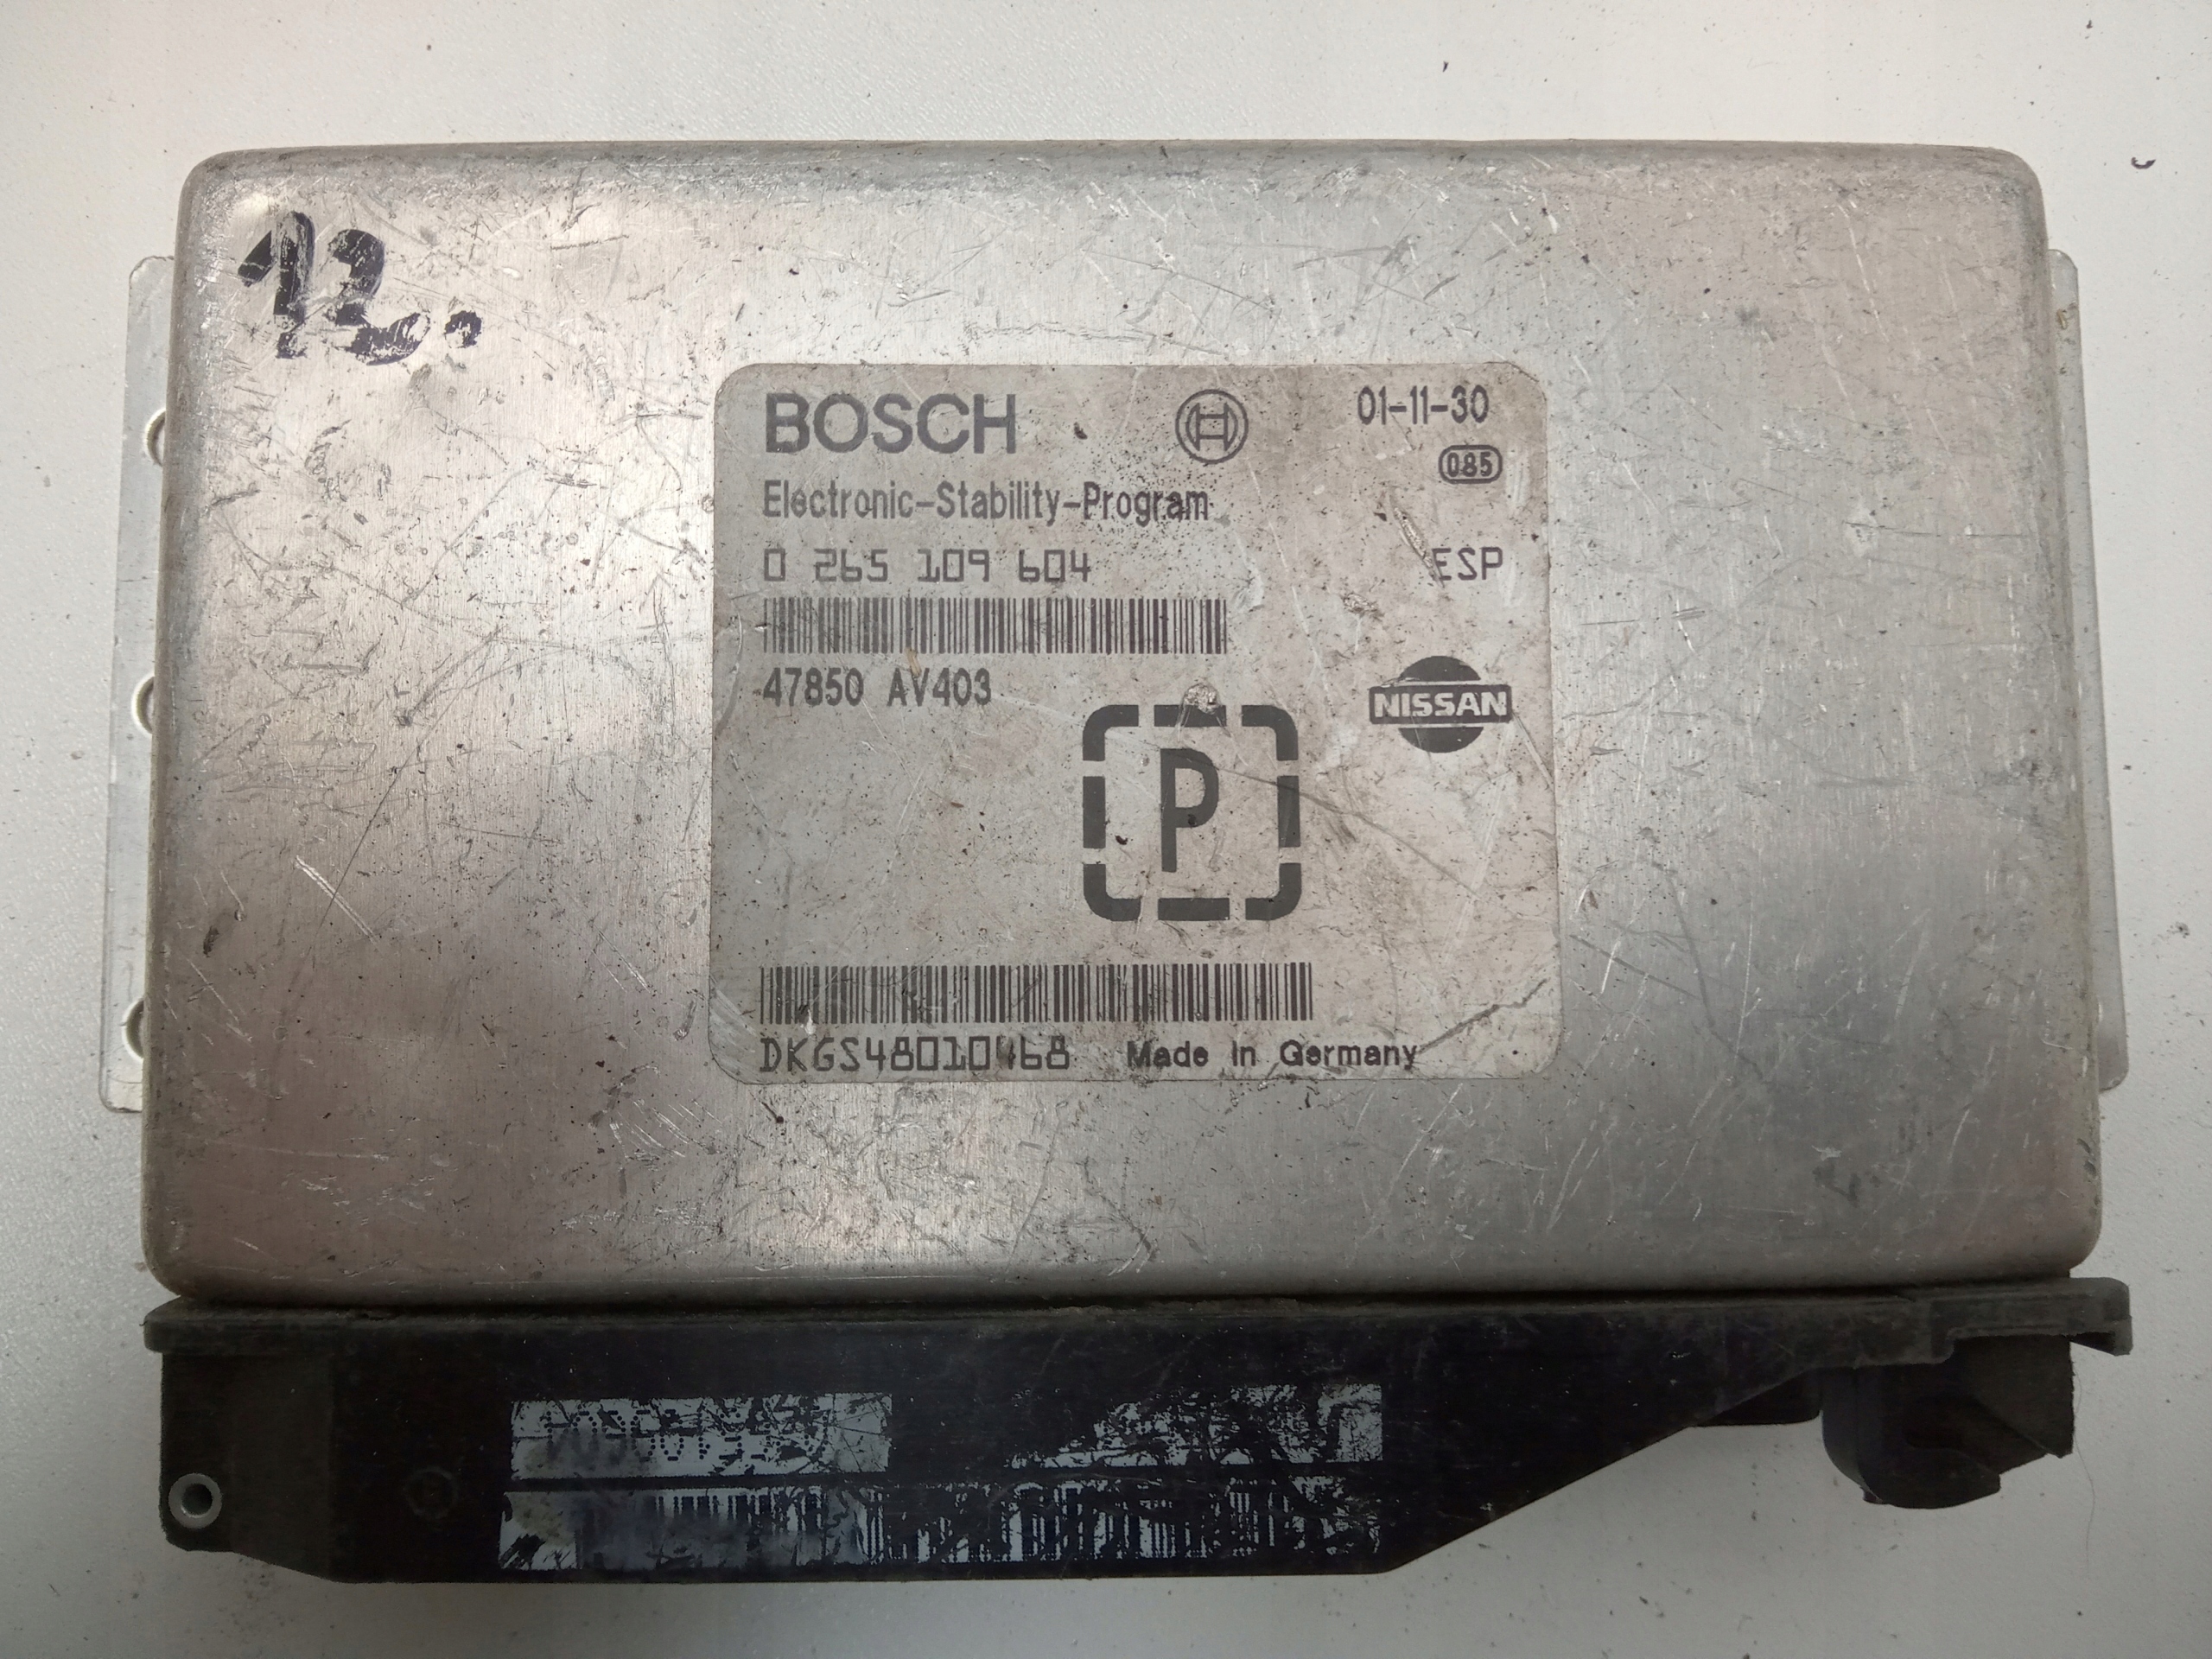 12.
BOSCH 01-11-30
085
Electronic-Stability-Program
0 265 109 604 ESP
47850 AV403
NISSAN
P
DKGS48010468 Made in Germany